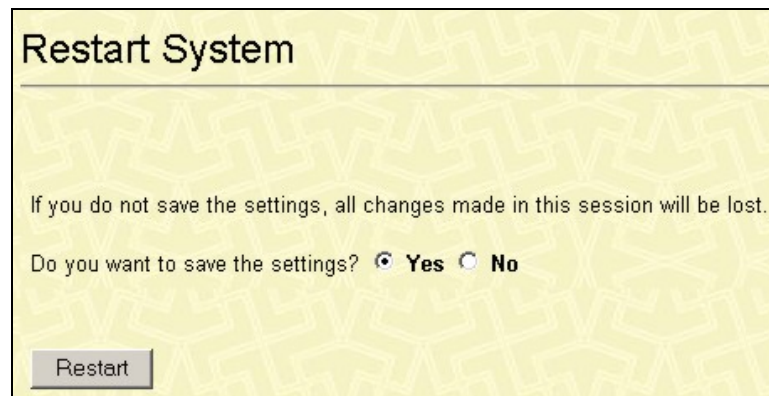 Restart System
If you do not save the settings, all changes made in this session will be lost.
Do you want to save the settings? Yes No
Restart